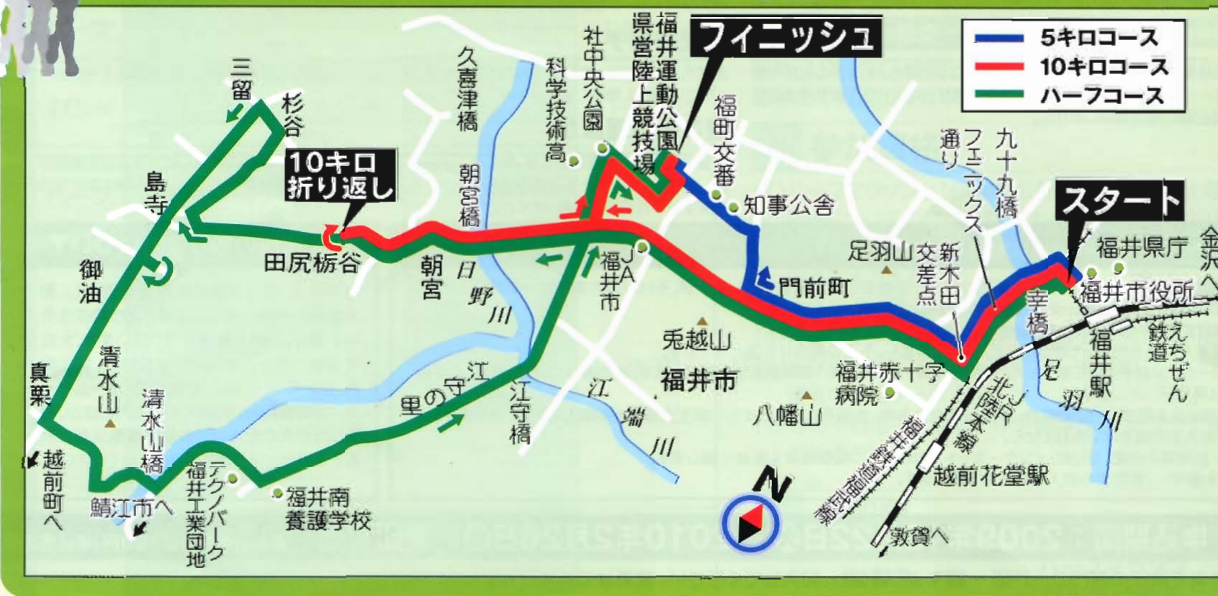 5キロコース
10キロコース
ハーフコース
フィニッシュ
福井運動公園
県営陸上競技場
社中央公園
科学技術高
久喜津橋
朝宮橋
三留
杉谷
10キロ
折り返し
島寺
田尻栃谷
朝宮
日野川
JA
福井市
福町交番
知事公舎
門前町
足羽山
フェニックス
通り
九十九橋
新木田
交差点
スタート
福井県庁
福井市役所
金沢へ
幸橋
福井駅
えちぜん
鉄道
足羽川
JR
北陸本線
福井赤十字
病院
兎越山
福井市
八幡山
福井鉄道福武線
越前花堂駅
敦賀へ
N
江端川
江守橋
江守の里
御油
真栗
清水山
清水山橋
越前町へ
鯖江市へ
テクノパーク
福井工業団地
福井南
養護学校